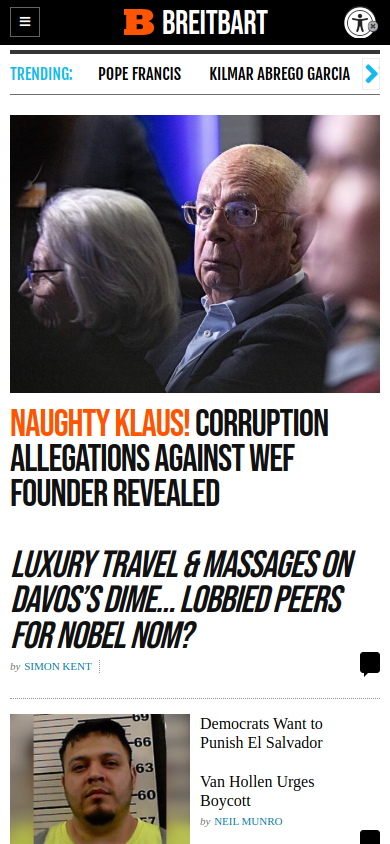 BREITBART
TRENDING:
POPE FRANCIS
KILMAR ABREGO GARCIA
NAUGHTY KLAUS! CORRUPTION
ALLEGATIONS AGAINST WEF
FOUNDER REVEALED
LUXURY TRAVEL & MASSAGES ON
DAVOS’S DIME… LOBBIED PEERS
FOR NOBEL NOM?
by SIMON KENT
69
66
63
60
57
Democrats Want to
Punish El Salvador
Van Hollen Urges
Boycott
by NEIL MUNRO